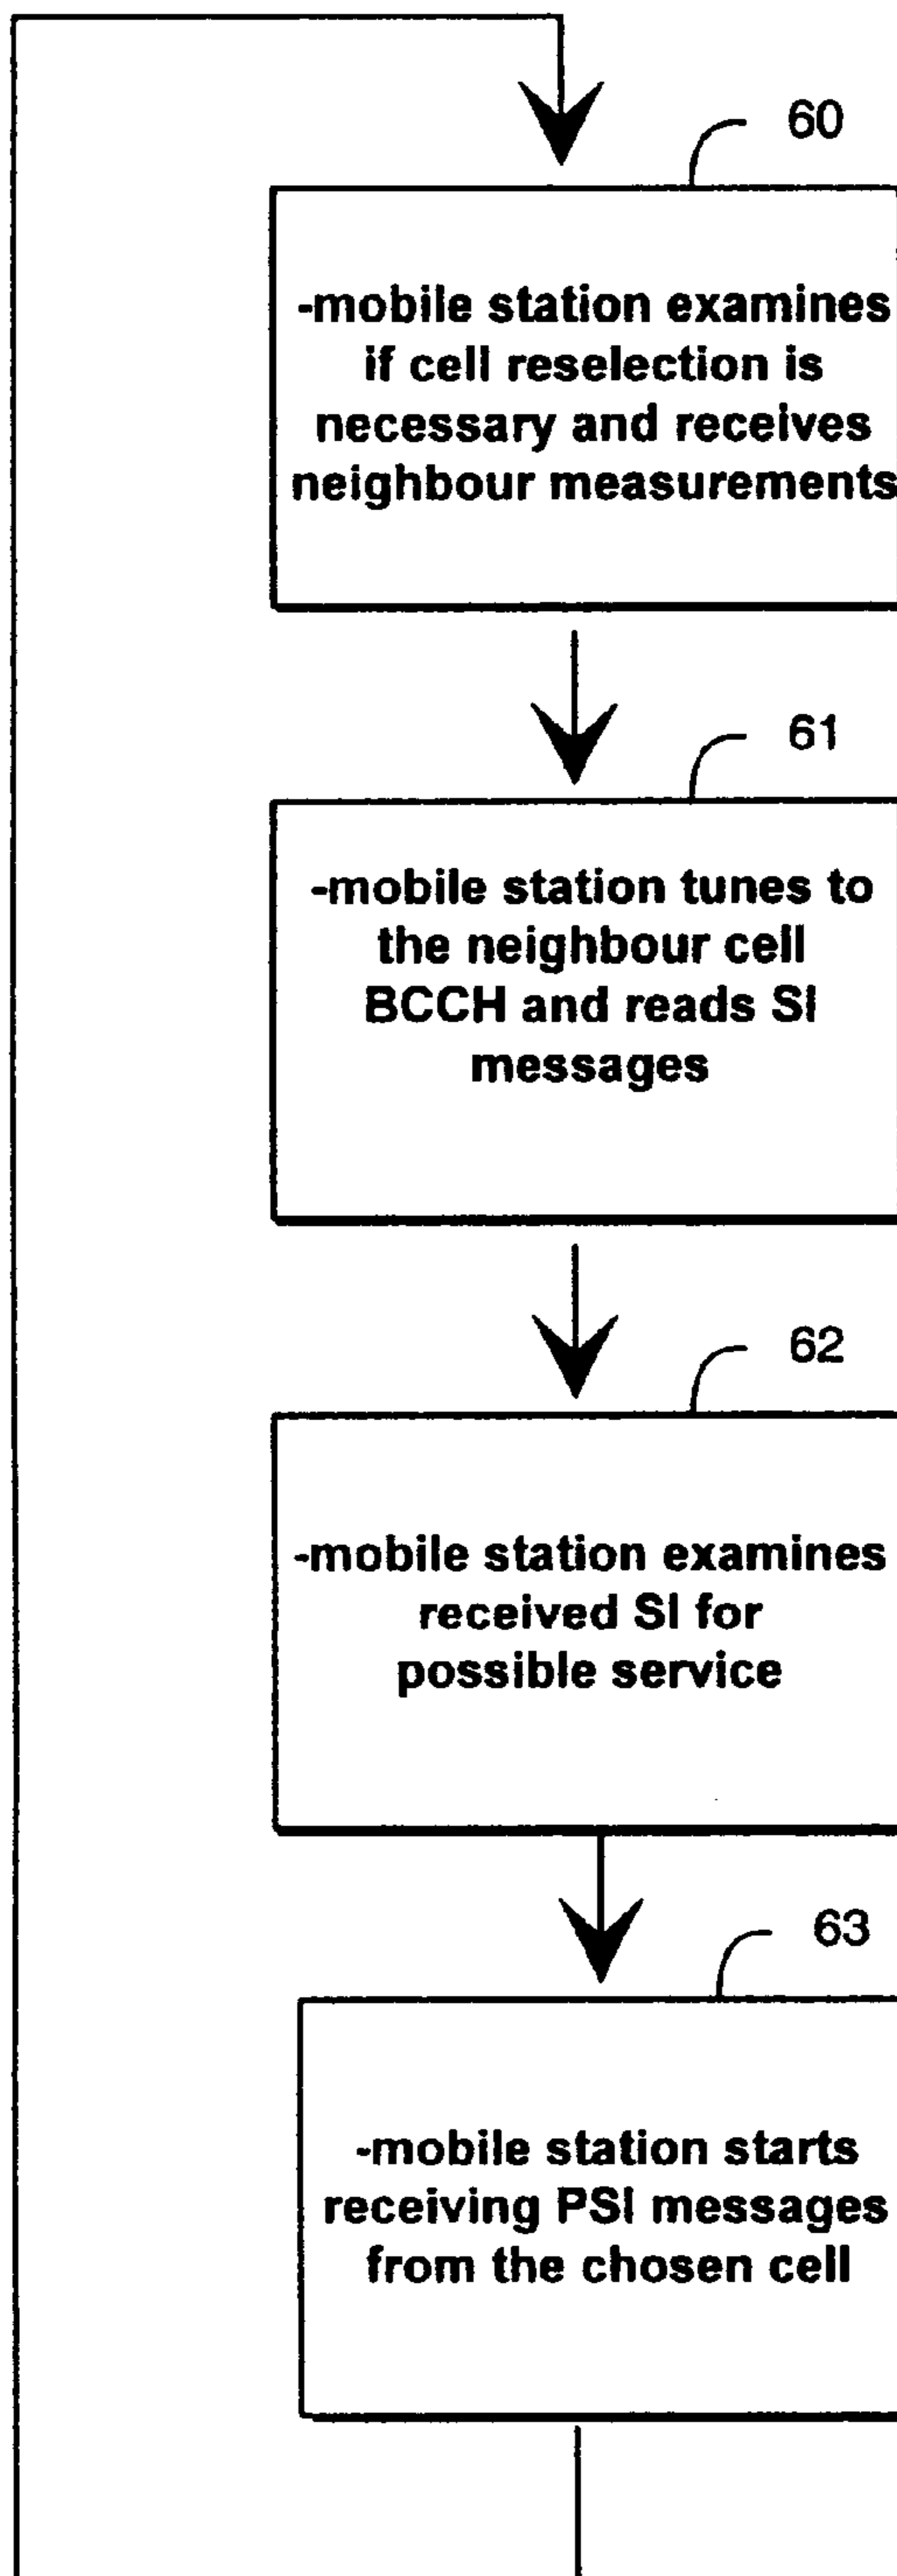 60
-mobile station examines
if cell reselection is
necessary and receives
neighbour measurements
61
-mobile station tunes to
the neighbour cell
BCCH and reads SI
messages
62
-mobile station examines
received SI for
possible service
63
-mobile station starts
receiving PSI messages
from the chosen cell